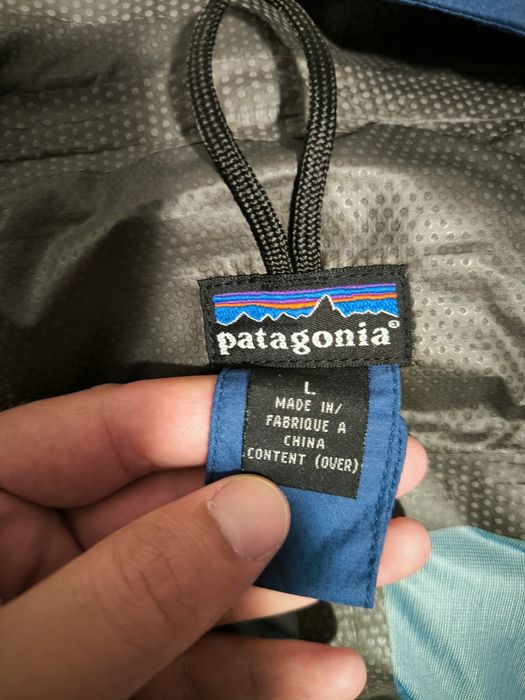 patagonia®
L
MADE IN/
FABRIQUE A
CHINA
CONTENT (OVER)